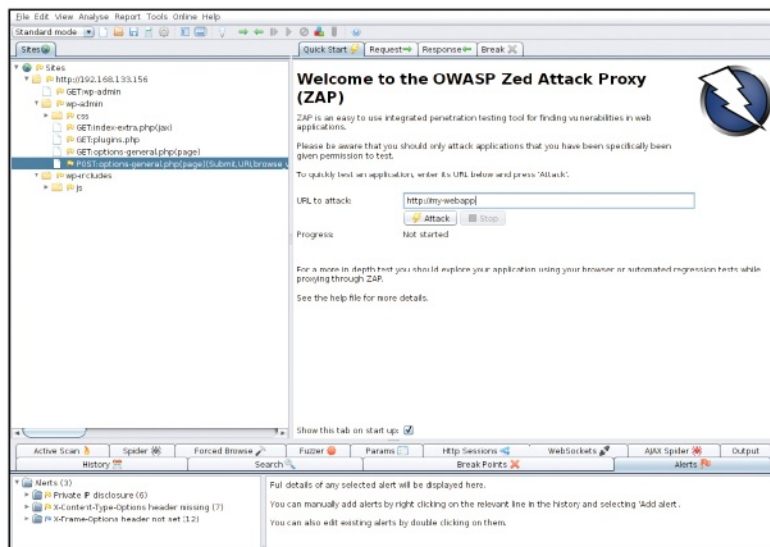 File Edit View Analyse Report Tools Online Help
Standard mode
Sites
Quick Start Request Response Break
Sites
http://192.168.133.156
GET:wp-admin
wp-admin
css
GET:index-extra.php(jax)
GET:plugins.php
GET:options-general.php(page)
POST:options-general.php(page)(Submit,URL,browse_
wp-includes
js
Welcome to the OWASP Zed Attack Proxy
(ZAP)
ZAP is an easy to use integrated penetration testing tool for finding vulnerabilities in web
applications.
Please be aware that you should only attack applications that you have been specifically been
given permission to test.
To quickly test an application, enter its URL below and press 'Attack'.
URL to attack: http://my-webapp
Attack Stop
Progress: Not started
For a more in depth test you should explore your application using your browser or automated regression tests while
proxying through ZAP.
See the help file for more details.
Show this tab on start up:
Active Scan Spider Forced Browse Fuzzer Params Http Sessions WebSockets AJAX Spider Output
History Search Break Points Alerts
Alerts (3)
Private IP disclosure (6)
X-Content-Type-Options header missing (7)
X-Frame-Options header not set (12)
Full details of any selected alert will be displayed here.
You can manually add alerts by right clicking on the relevant line in the history and selecting 'Add alert'.
You can also edit existing alerts by double clicking on them.